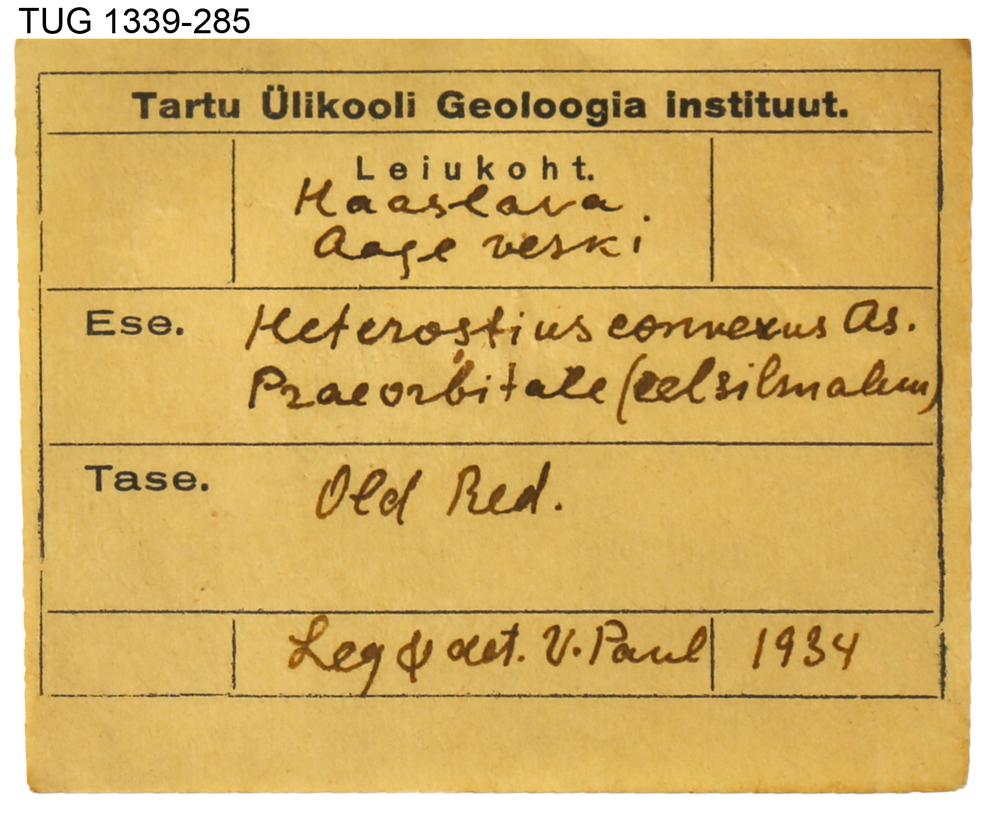 TUG 1339-285
Tartu Ülikooli Geoloogia instituut.
Leiukoht.
Haaslava.
Aage veski
Ese. Heterostius convexus As.
Praeorbitale (eelsilmalun)
Tase. Old Red.
Leg & det. V. Paul 1934